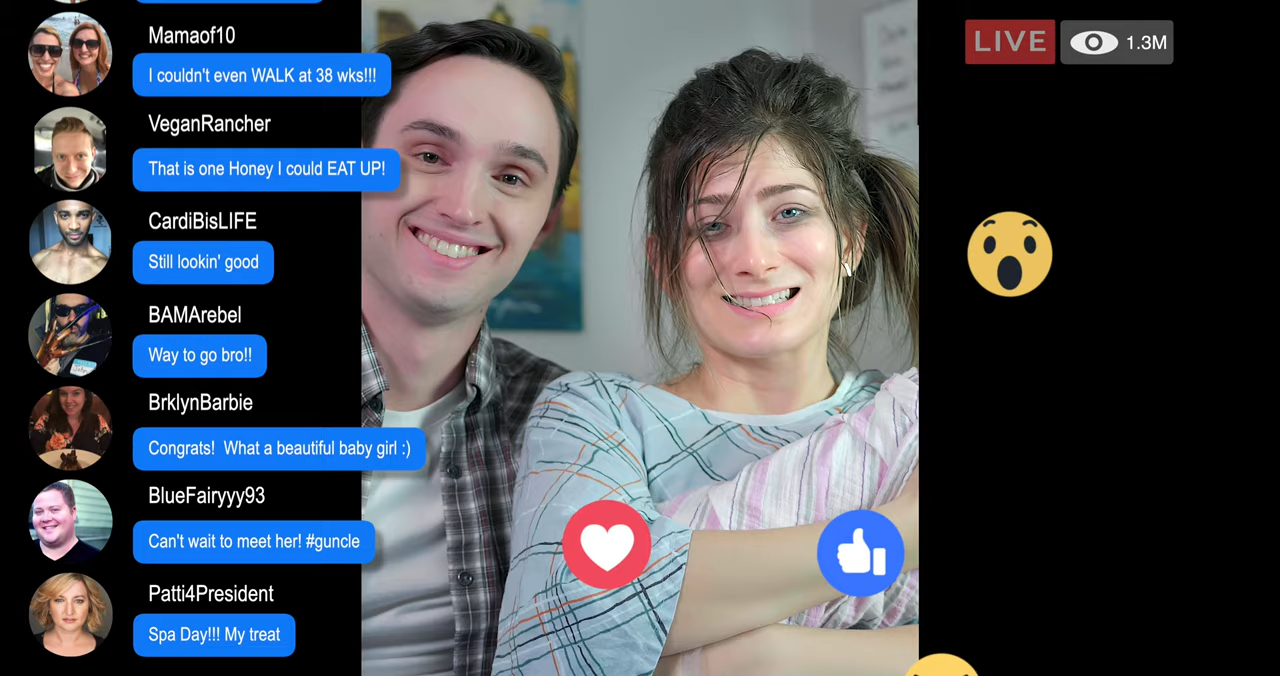 Mamaof10
I couldn't even WALK at 38 wks!!!
VeganRancher
That is one Honey I could EAT UP!
CardiBisLIFE
Still lookin' good
BAMArebel
Way to go bro!!
BrklynBarbie
Congrats! What a beautiful baby girl :)
BlueFairyyy93
Can't wait to meet her! #guncle
Patti4President
Spa Day!!! My treat
LIVE
1.3M